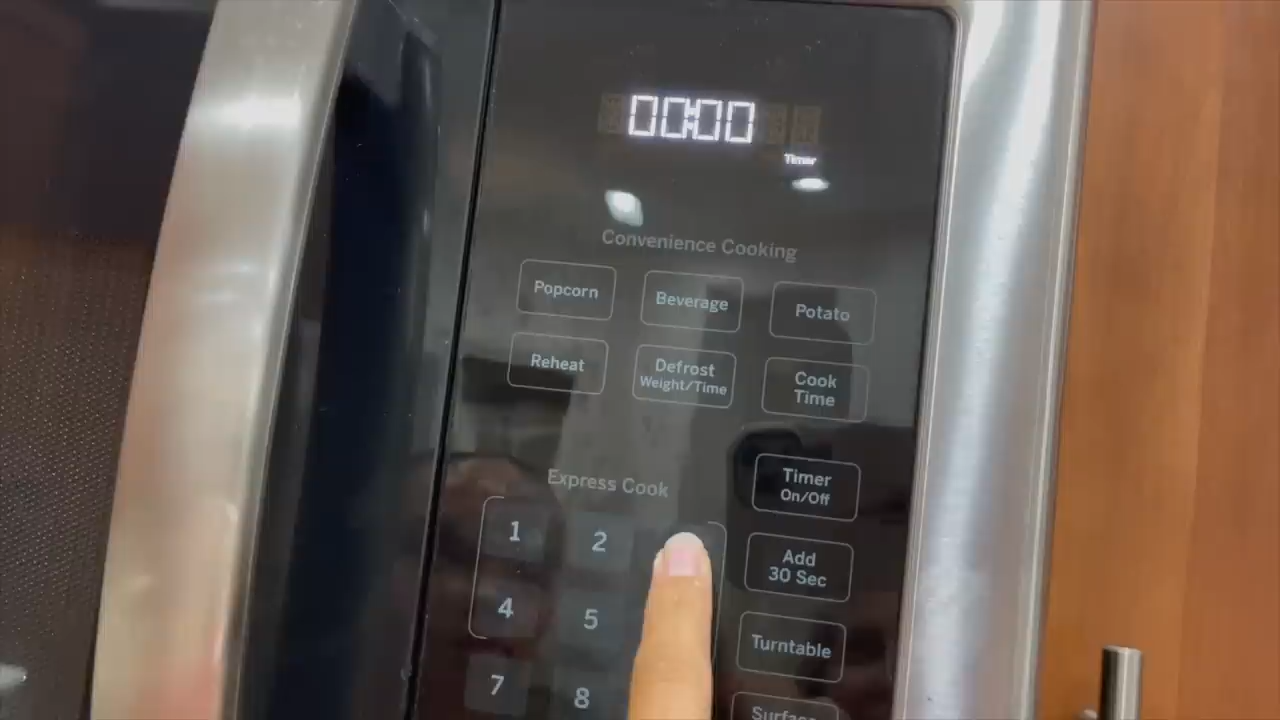 00:00
Timer
Convenience Cooking
Popcorn
Beverage
Potato
Reheat
Defrost
Weight/Time
Cook
Time
Timer
On/Off
Express Cook
1
2
Add
30 Sec
4
5
Turntable
7
8
Surface